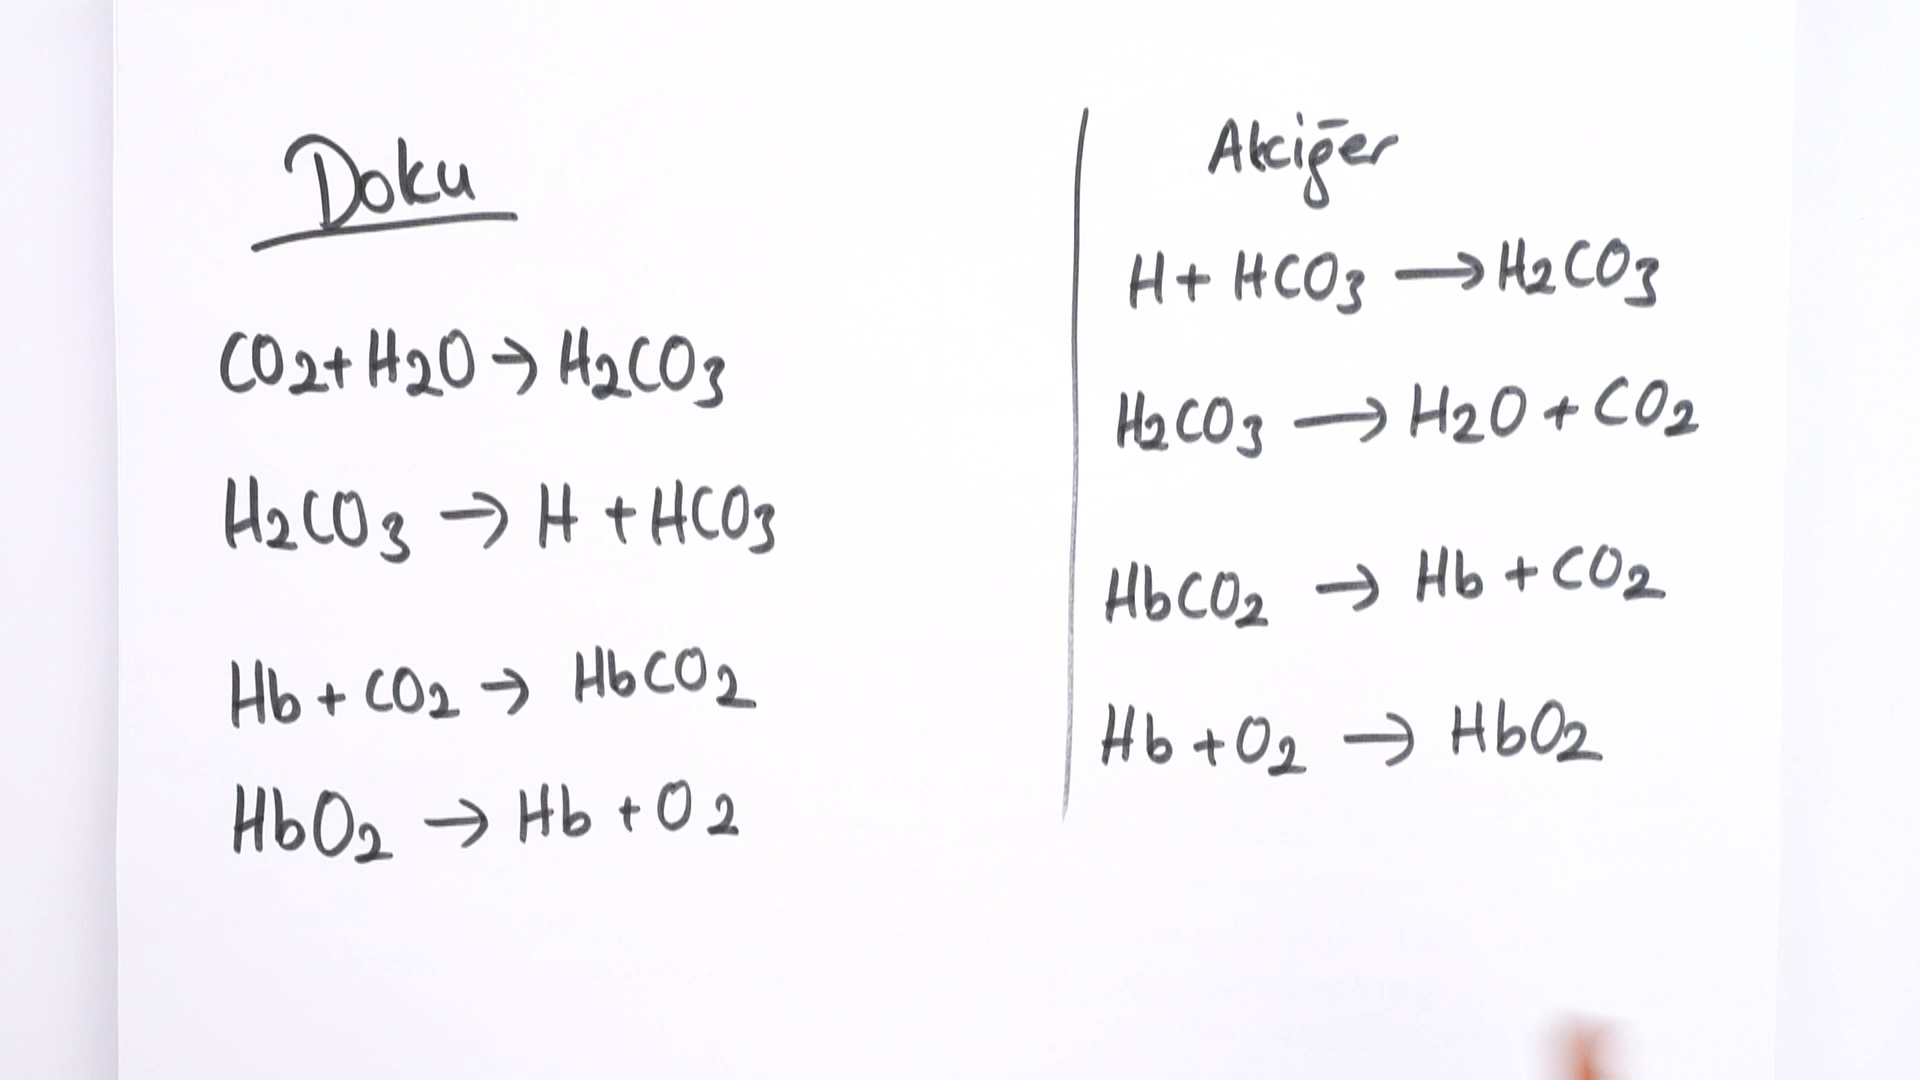 Doku
CO2+H2O→H2CO3
H2CO3 → H + HCO3
Hb + CO2 → HbCO2
HbO2 → Hb + O2
Akciğer
H + HCO3 → H2CO3
H2CO3 → H2O + CO2
HbCO2 → Hb + CO2
Hb + O2 → HbO2